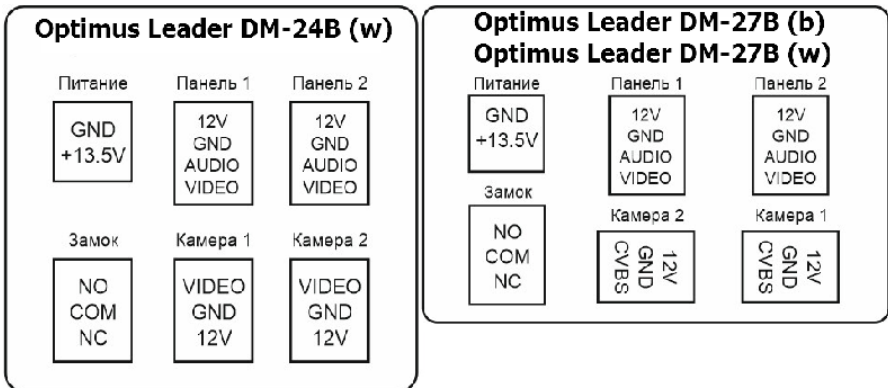 Optimus Leader DM-24B (w)
Питание
GND
+13.5V
Панель 1
12V
GND
AUDIO
VIDEO
Панель 2
12V
GND
AUDIO
VIDEO
Замок
NO
COM
NC
Камера 1
VIDEO
GND
12V
Камера 2
VIDEO
GND
12V
Optimus Leader DM-27B (b)
Optimus Leader DM-27B (w)
Питание
GND
+13.5V
Панель 1
12V
GND
AUDIO
VIDEO
Панель 2
12V
GND
AUDIO
VIDEO
Замок
NO
COM
NC
Камера 2
12V
GND
CVBS
Камера 1
12V
GND
CVBS